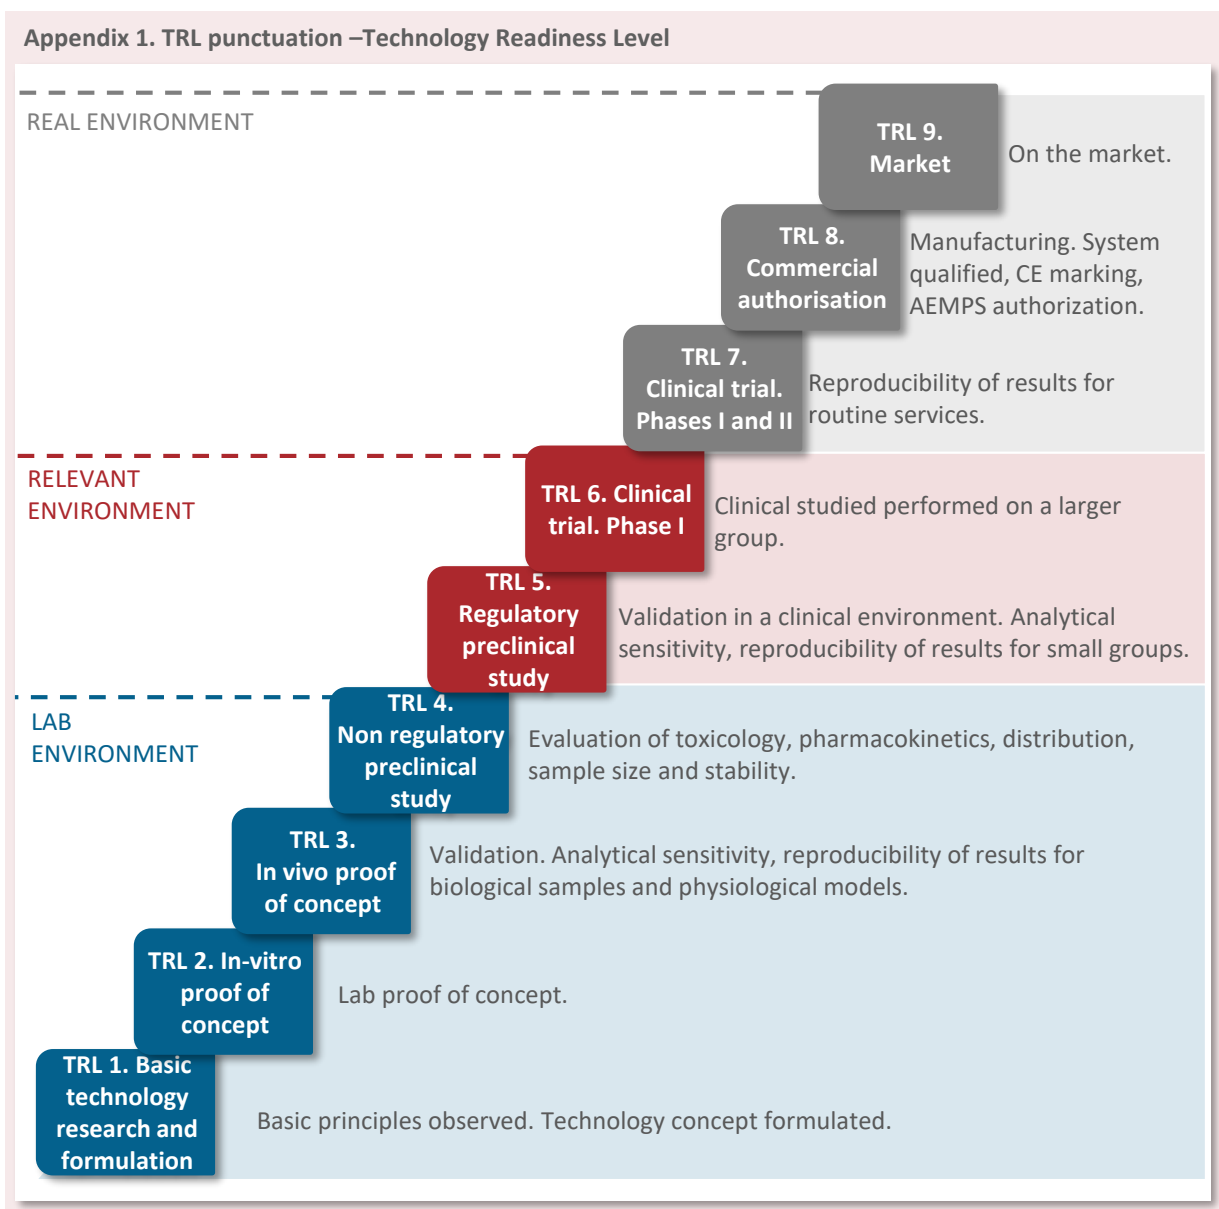 Appendix 1. TRL punctuation –Technology Readiness Level
REAL ENVIRONMENT
TRL 9.
Market
On the market.
TRL 8.
Commercial
authorisation
Manufacturing. System
qualified, CE marking,
AEMPS authorization.
TRL 7.
Clinical trial.
Phases I and II
Reproducibility of results for
routine services.
RELEVANT
ENVIRONMENT
TRL 6. Clinical
trial. Phase I
Clinical studied performed on a larger
group.
TRL 5.
Regulatory
preclinical
study
Validation in a clinical environment. Analytical
sensitivity, reproducibility of results for small groups.
LAB
ENVIRONMENT
TRL 4.
Non regulatory
preclinical
study
Evaluation of toxicology, pharmacokinetics, distribution,
sample size and stability.
TRL 3.
In vivo proof
of concept
Validation. Analytical sensitivity, reproducibility of results for
biological samples and physiological models.
TRL 2. In-vitro
proof of
concept
Lab proof of concept.
TRL 1. Basic
technology
research and
formulation
Basic principles observed. Technology concept formulated.